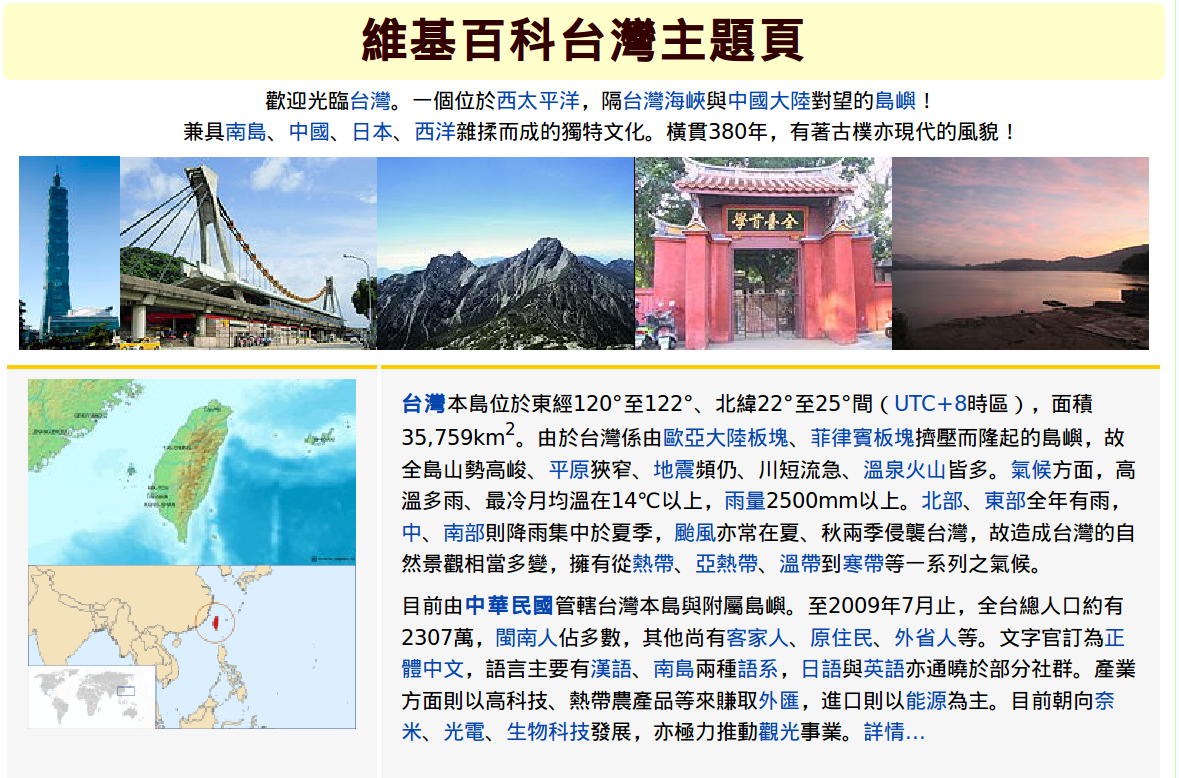 維基百科台灣主題頁
歡迎光臨台灣。一個位於西太平洋，隔台灣海峽與中國大陸對望的島嶼！
兼具南島、中國、日本、西洋雜揉而成的獨特文化。橫貫380年，有著古樸亦現代的風貌！
學首臺全
台灣本島位於東經120°至122°、北緯22°至25°間（UTC+8時區），面積
35,759km2。由於台灣係由歐亞大陸板塊、菲律賓板塊擠壓而隆起的島嶼，故
全島山勢高峻、平原狹窄、地震頻仍、川短流急、溫泉火山皆多。氣候方面，高
溫多雨、最冷月均溫在14℃以上，雨量2500mm以上。北部、東部全年有雨，
中、南部則降雨集中於夏季，颱風亦常在夏、秋兩季侵襲台灣，故造成台灣的自
然景觀相當多變，擁有從熱帶、亞熱帶、溫帶到寒帶等一系列之氣候。
目前由中華民國管轄台灣本島與附屬島嶼。至2009年7月止，全台總人口約有
2307萬，閩南人佔多數，其他尚有客家人、原住民、外省人等。文字官訂為正
體中文，語言主要有漢語、南島兩種語系，日語與英語亦通曉於部分社群。產業
方面則以高科技、熱帶農產品等來賺取外匯，進口則以能源為主。目前朝向奈
米、光電、生物科技發展，亦極力推動觀光事業。詳情...